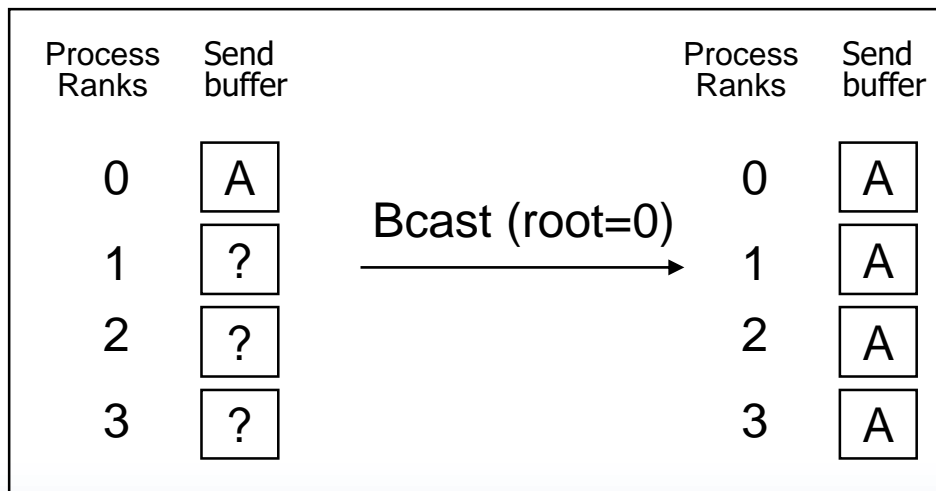 Process Send Process Send
Ranks buffer Ranks buffer
0 A 0 A
Bcast (root=0)
1 ? 1 A
2 ? 2 A
3 ? 3 A